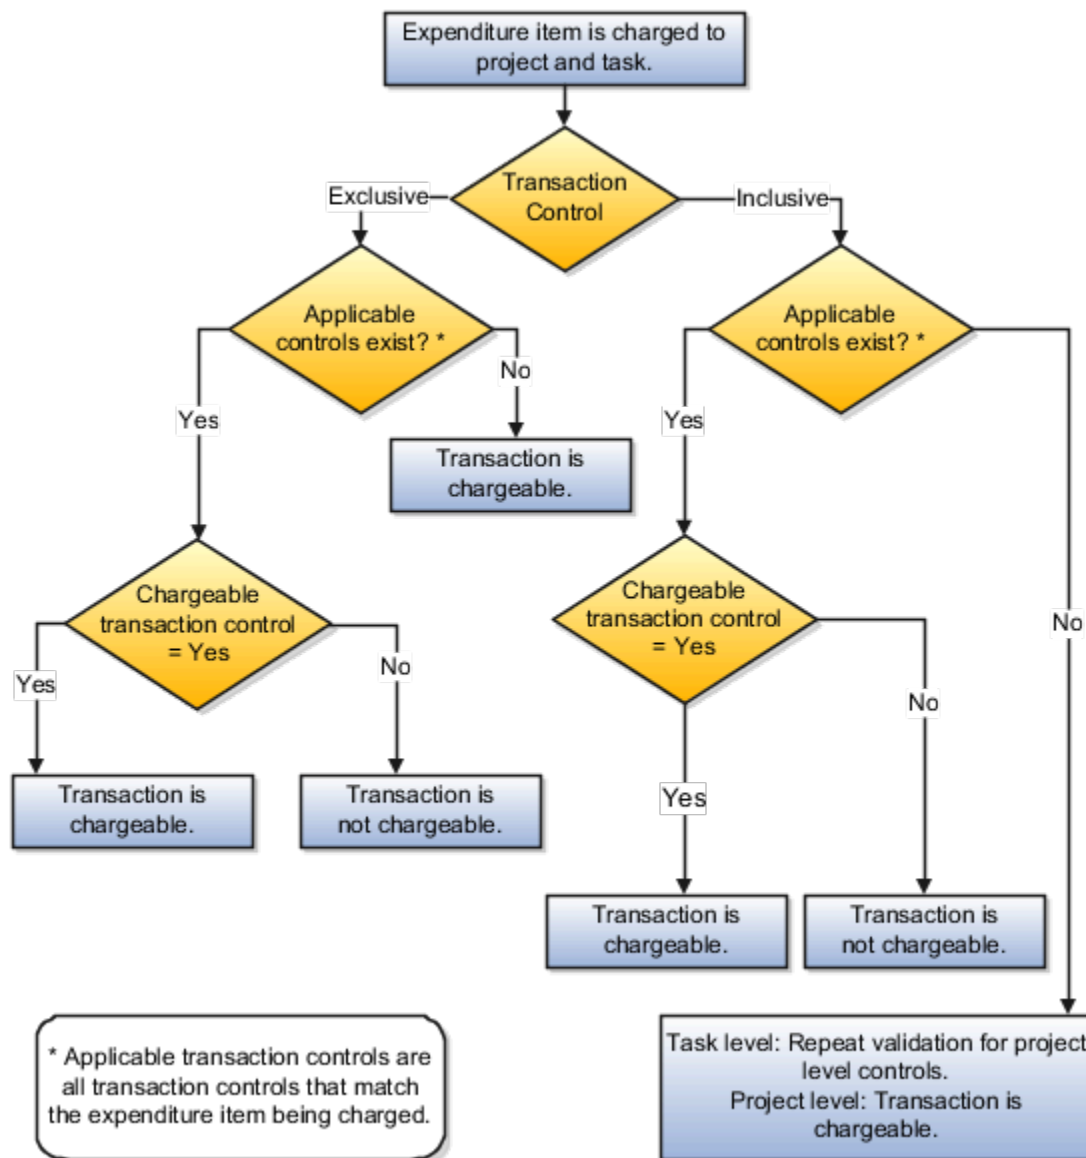 Expenditure item is charged to
project and task.
Transaction
Control
Exclusive
Inclusive
Applicable
controls exist? *
Applicable
controls exist? *
No
Yes
Yes
Transaction is
chargeable.
Chargeable
transaction control
= Yes
Chargeable
transaction control
= Yes
No
Yes
No
No
Transaction is
chargeable.
Transaction is
not chargeable.
Yes
Transaction is
chargeable.
Transaction is
not chargeable.
* Applicable transaction controls are
all transaction controls that match
the expenditure item being charged.
Task level: Repeat validation for project
level controls.
Project level: Transaction is
chargeable.